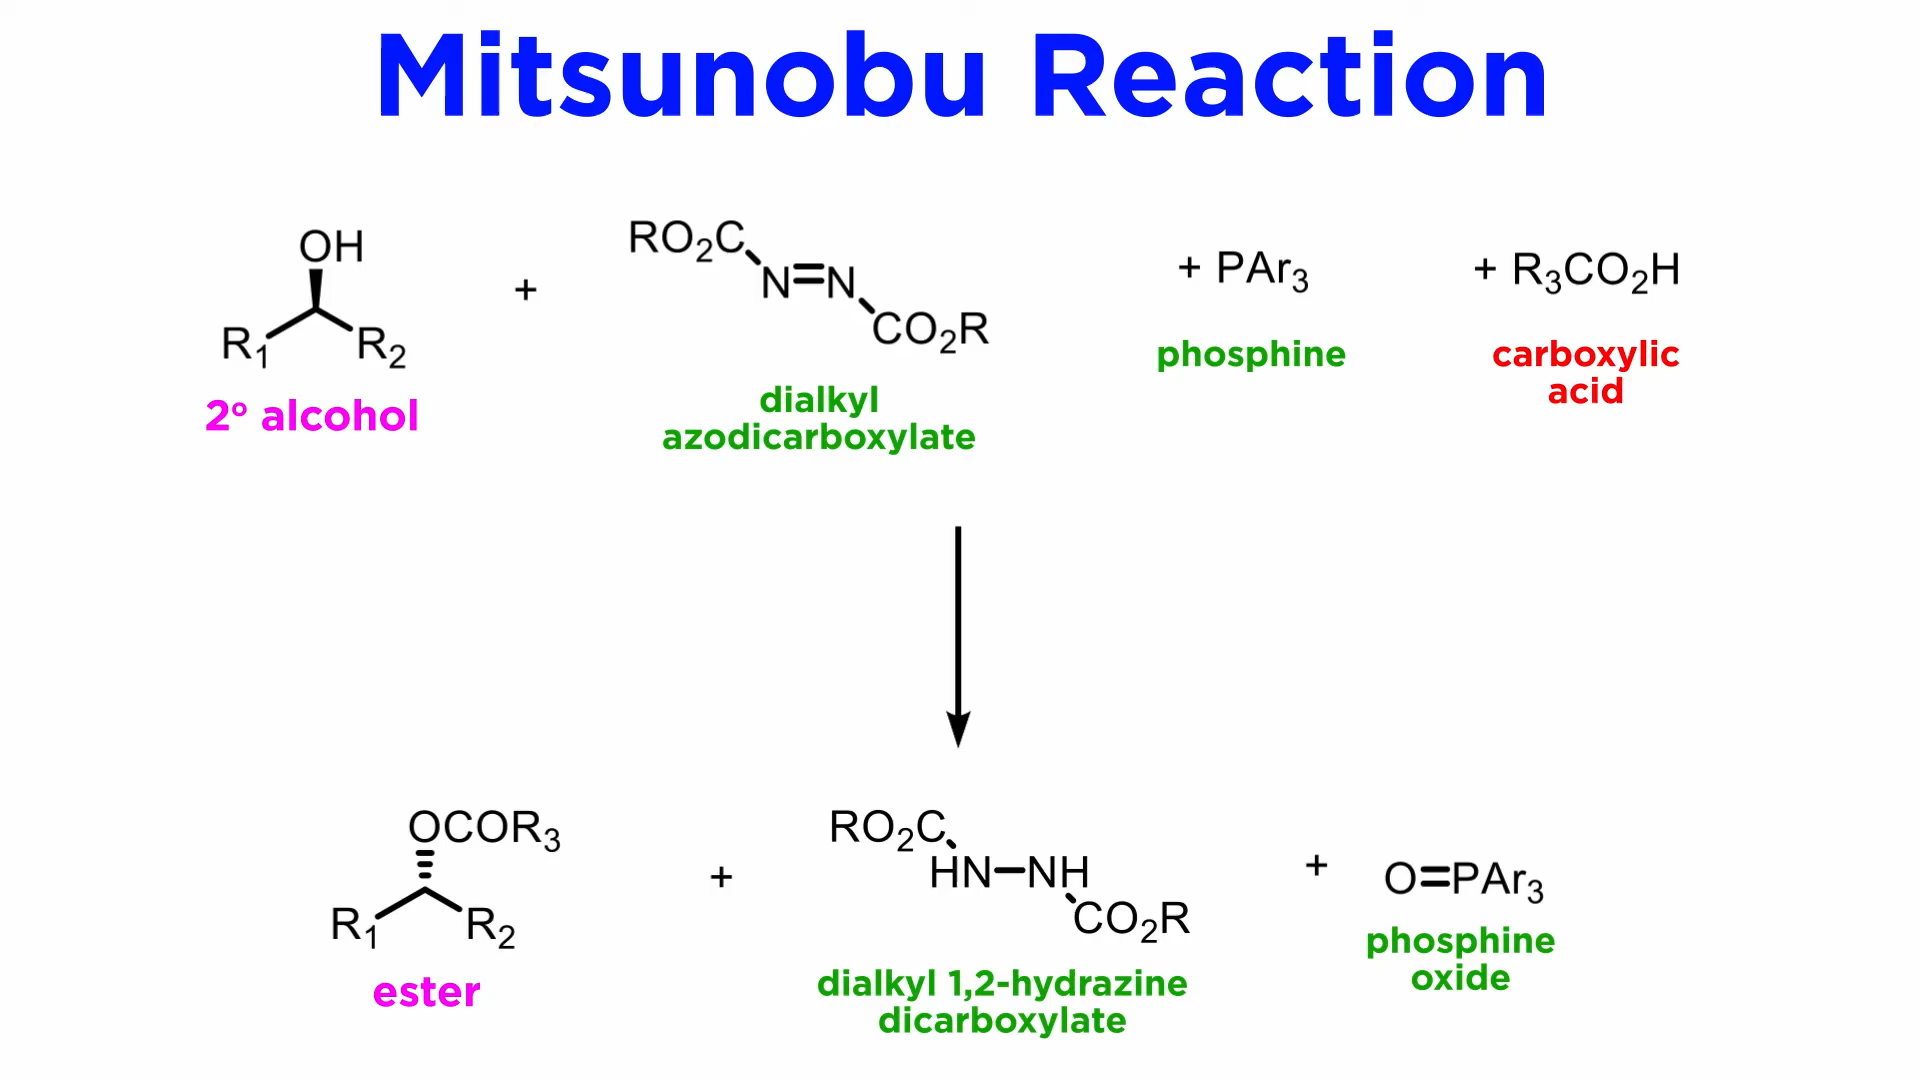 Mitsunobu Reaction
OH
R₁ R₂
2° alcohol
+
RO₂C
N=N
CO₂R
dialkyl
azodicarboxylate
+ PAr₃
phosphine
+ R₃CO₂H
carboxylic
acid
OCOR₃
R₁ R₂
ester
+
RO₂C
HN–NH
CO₂R
dialkyl 1,2-hydrazine
dicarboxylate
+
O=PAr₃
phosphine
oxide